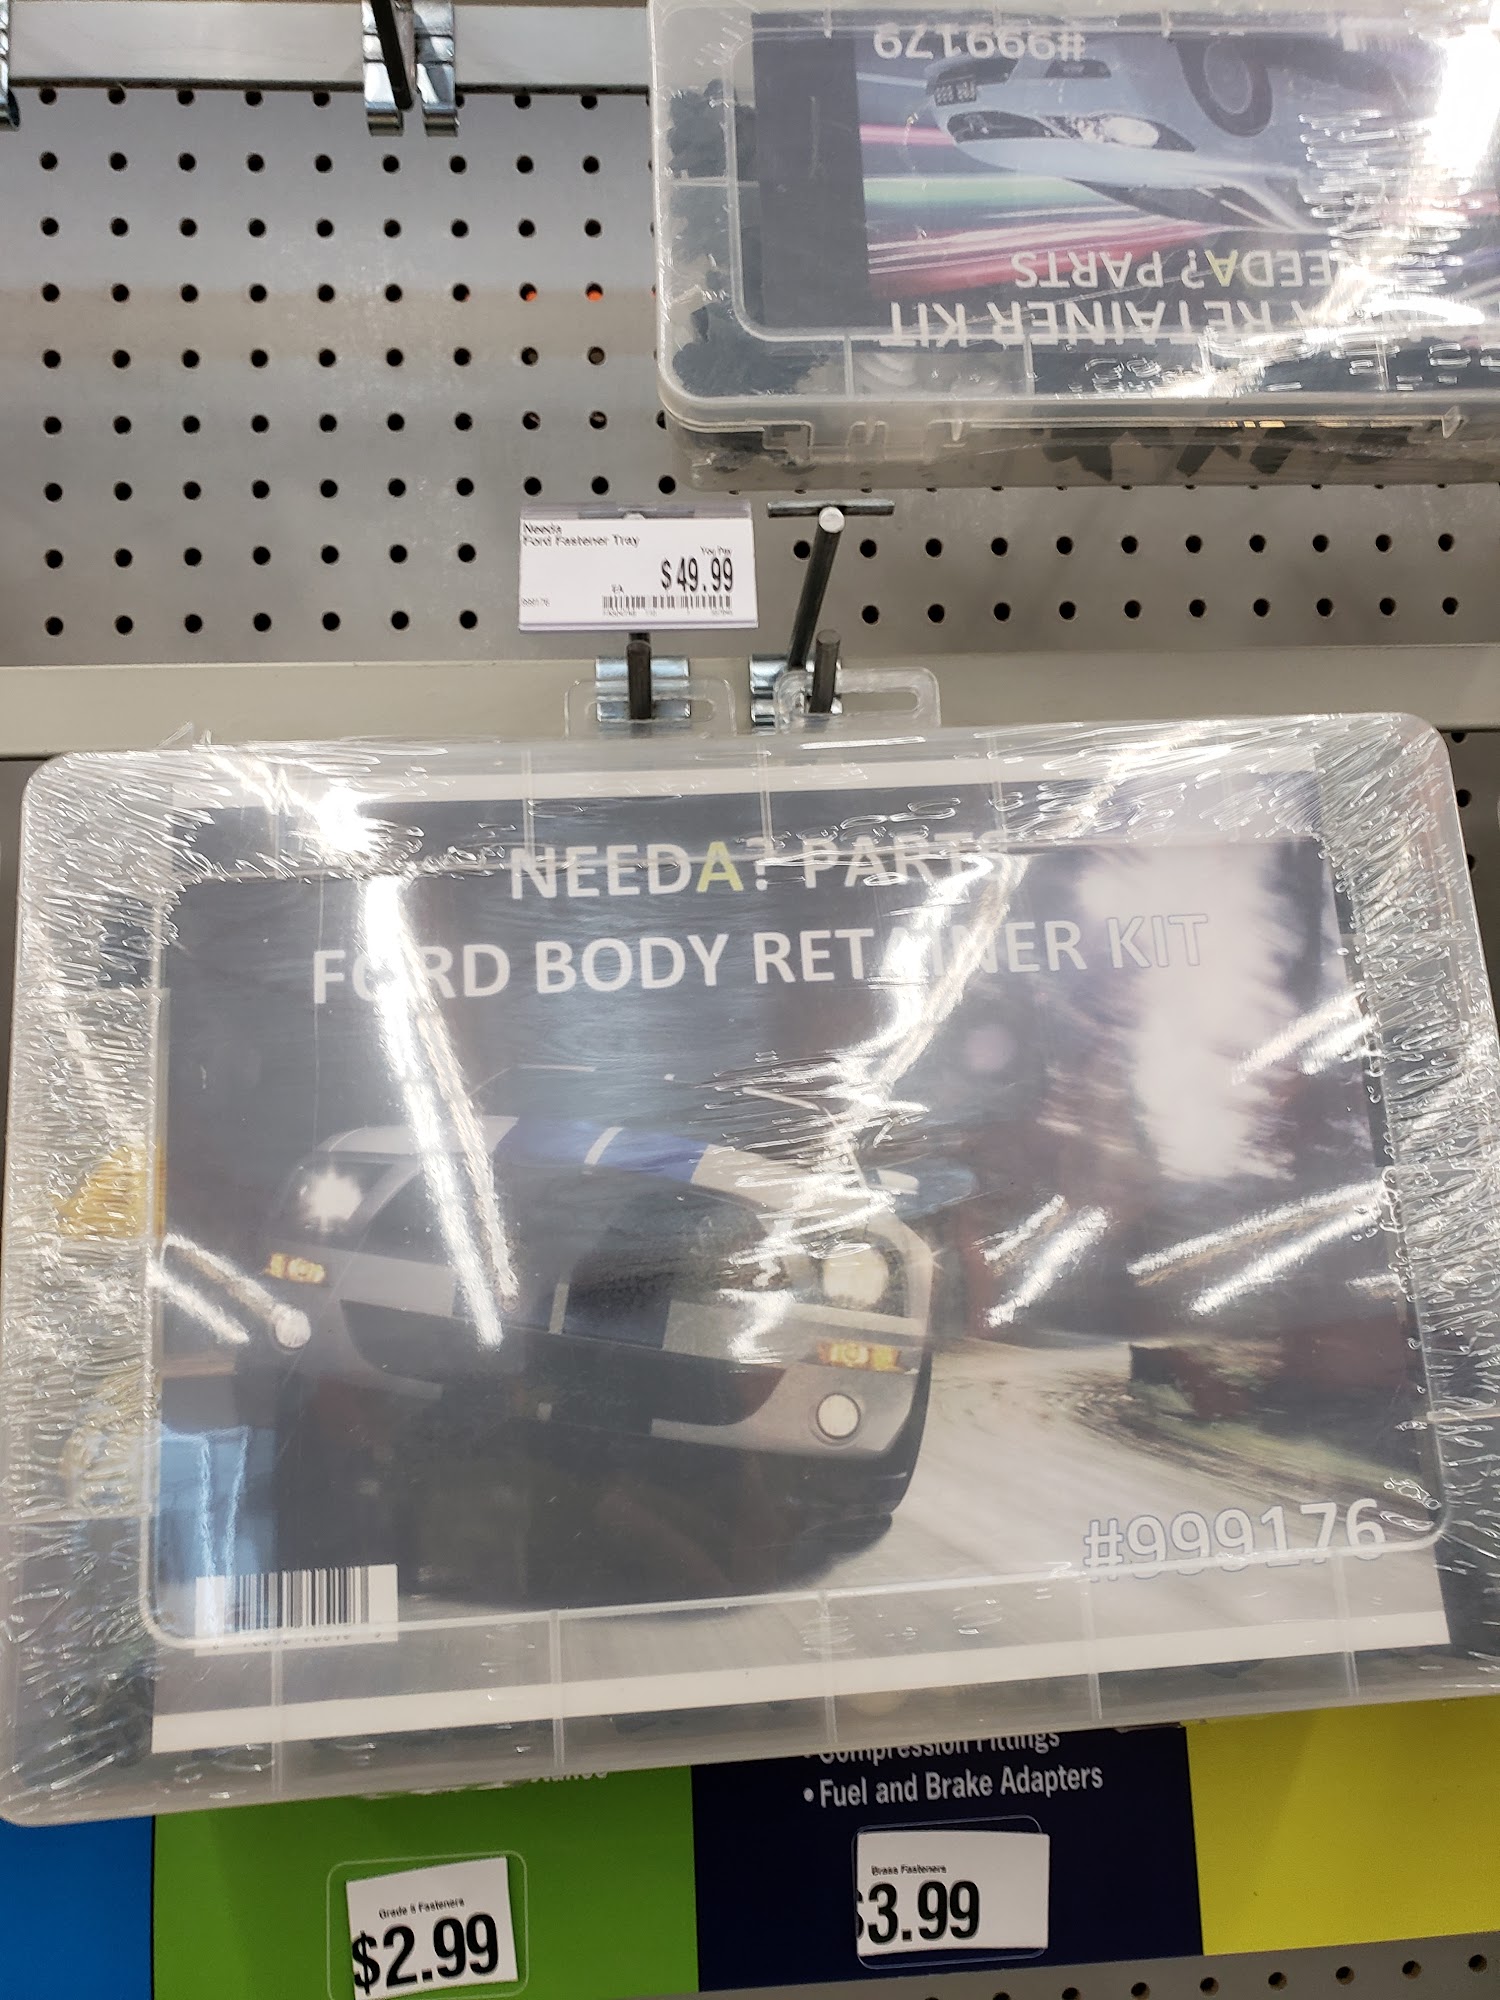 #999179
PARTS
RETAINER KIT
Needa
Ford Fastener Tray
You Pay
$49.99
EA
999176
NEEDA? PARTS
FORD BODY RETAINER KIT
#999176
• Compression Fittings
• Fuel and Brake Adapters
Grade 8 Fasteners
$2.99
Brass Fasteners
$3.99